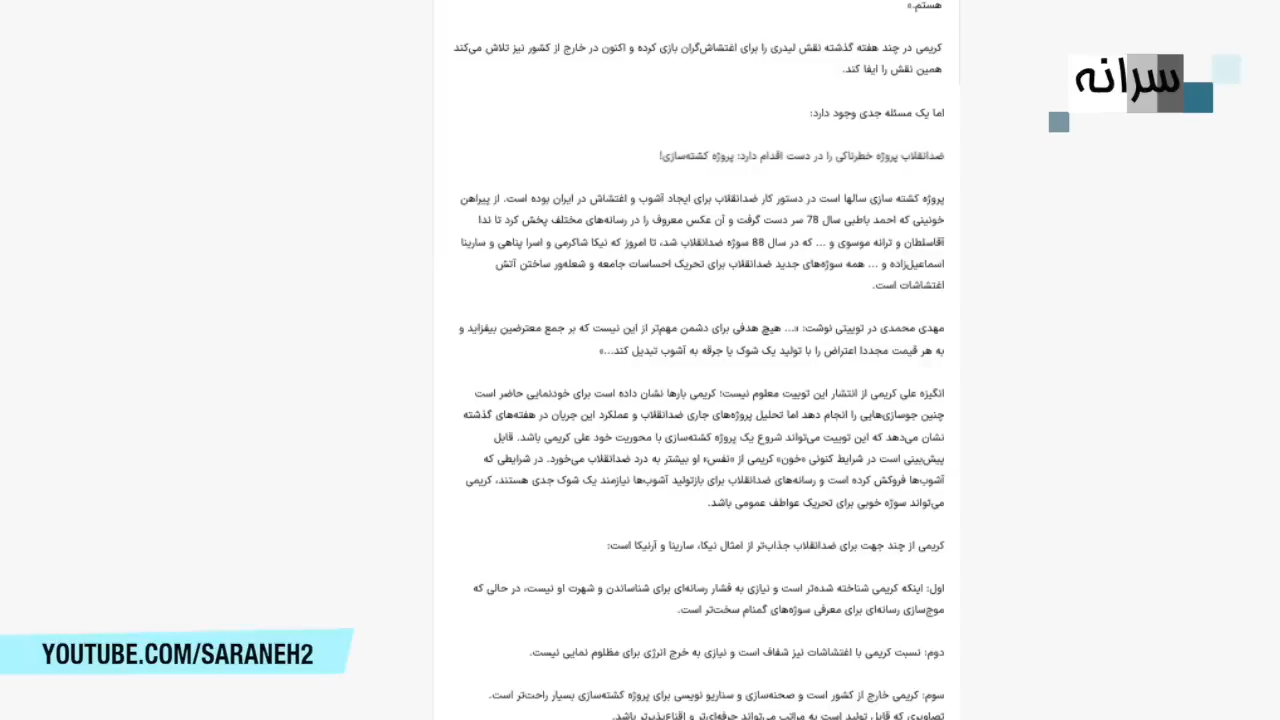 هستم.»
کریمی در چند هفته گذشته نقش لیدری را برای اغتشاش‌گران بازی کرده و اکنون در خارج از کشور نیز تلاش می‌کند
همین نقش را ایفا کند.
اما یک مسئله جدی وجود دارد:
ضدانقلاب پروژه خطرناکی را در دست اقدام دارد: پروژه کشته‌سازی!
پروژه کشته سازی سالها است در دستور کار ضدانقلاب برای ایجاد آشوب و اغتشاش در ایران بوده است. از پیراهن
خونینی که احمد باطبی سال 78 سر دست گرفت و آن عکس معروف را در رسانه‌های مختلف پخش کرد تا ندا
آقاسلطان و ترانه موسوی و ... که در سال 88 سوژه ضدانقلاب شد، تا امروز که نیکا شاکرمی و اسرا پناهی و سارینا
اسماعیل‌زاده و ... همه سوژه‌های جدید ضدانقلاب برای تحریک احساسات جامعه و شعله‌ور ساختن آتش
اغتشاشات است.
مهدی محمدی در توییتی نوشت: «... هیچ هدفی برای دشمن مهم‌تر از این نیست که بر جمع معترضین بیفزاید و
به هر قیمت مجددا اعتراض را با تولید یک شوک یا جرقه به آشوب تبدیل کند...»
انگیزه علی کریمی از انتشار این توییت معلوم نیست؛ کریمی بارها نشان داده است برای خودنمایی حاضر است
چنین جوسازی‌هایی را انجام دهد اما تحلیل پروژه‌های جاری ضدانقلاب و عملکرد این جریان در هفته‌های گذشته
نشان می‌دهد که این توییت می‌تواند شروع یک پروژه کشته‌سازی با محوریت خود علی کریمی باشد. قابل
پیش‌بینی است در شرایط کنونی «خون» کریمی از «نفس» او بیشتر به درد ضدانقلاب می‌خورد. در شرایطی که
آشوب‌ها فروکش کرده است و رسانه‌های ضدانقلاب برای بازتولید آشوب‌ها نیازمند یک شوک جدی هستند، کریمی
می‌تواند سوژه خوبی برای تحریک عواطف عمومی باشد.
کریمی از چند جهت برای ضدانقلاب جذاب‌تر از امثال نیکا، سارینا و آرنیکا است:
اول: اینکه کریمی شناخته شده‌تر است و نیازی به فشار رسانه‌ای برای شناساندن و شهرت او نیست، در حالی که
موج‌سازی رسانه‌ای برای معرفی سوژه‌های گمنام سخت‌تر است.
دوم: نسبت کریمی با اغتشاشات نیز شفاف است و نیازی به خرج انرژی برای مظلوم نمایی نیست.
سوم: کریمی خارج از کشور است و صحنه‌سازی و سناریو نویسی برای پروژه کشته‌سازی بسیار راحت‌تر است.
تصاویری که قابل تولید است به مراتب می‌تواند حرفه‌ای‌تر و اقناع‌پذیرتر باشد.
سرانه
YOUTUBE.COM/SARANEH2